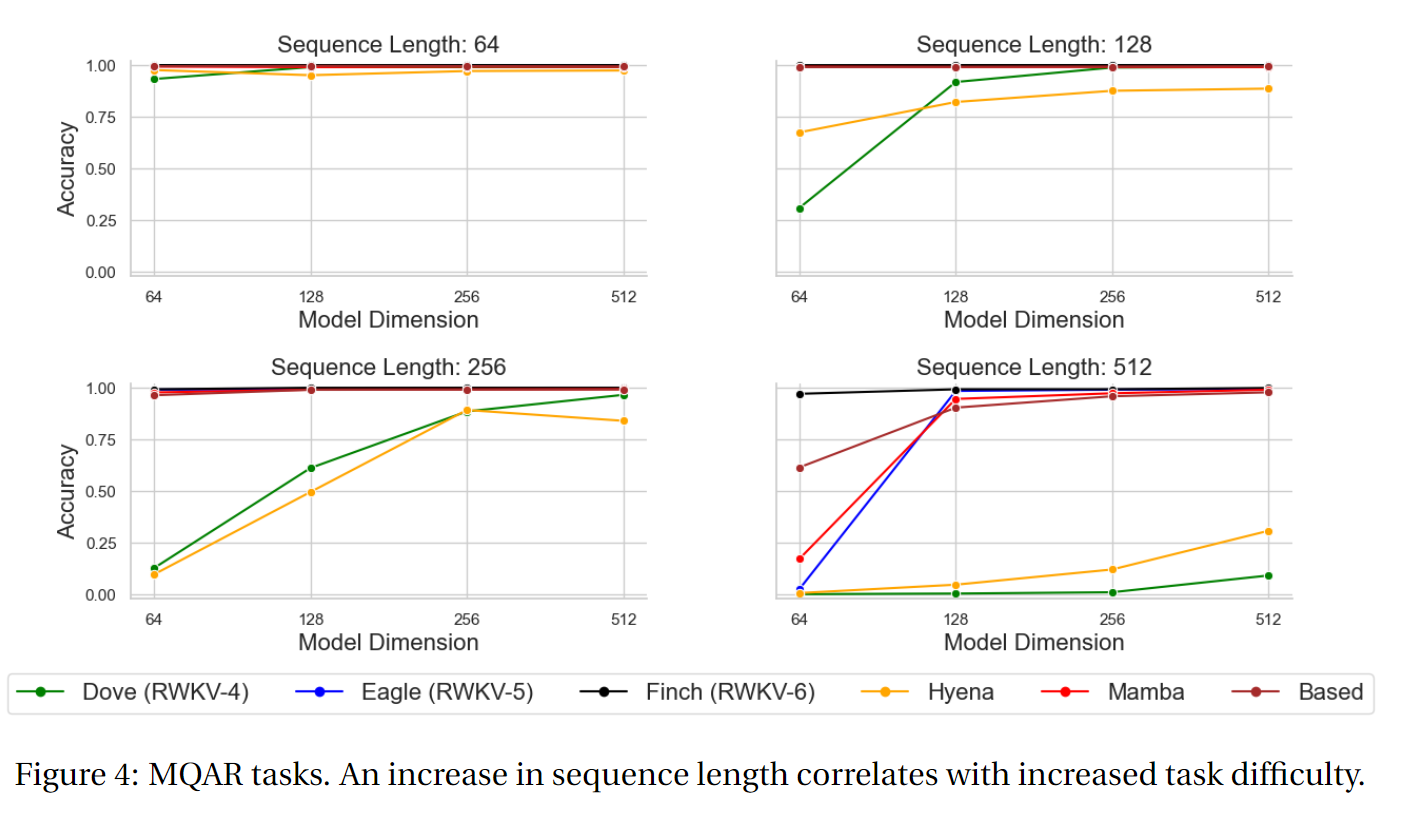 Sequence Length: 64
Sequence Length: 128
1.00
0.75
0.50
0.25
0.00
Accuracy
64 128 256 512
64 128 256 512
Model Dimension
Model Dimension
Sequence Length: 256
Sequence Length: 512
1.00
0.75
0.50
0.25
0.00
Accuracy
64 128 256 512
64 128 256 512
Model Dimension
Model Dimension
Dove (RWKV-4) Eagle (RWKV-5) Finch (RWKV-6) Hyena Mamba Based
Figure 4: MQAR tasks. An increase in sequence length correlates with increased task difficulty.